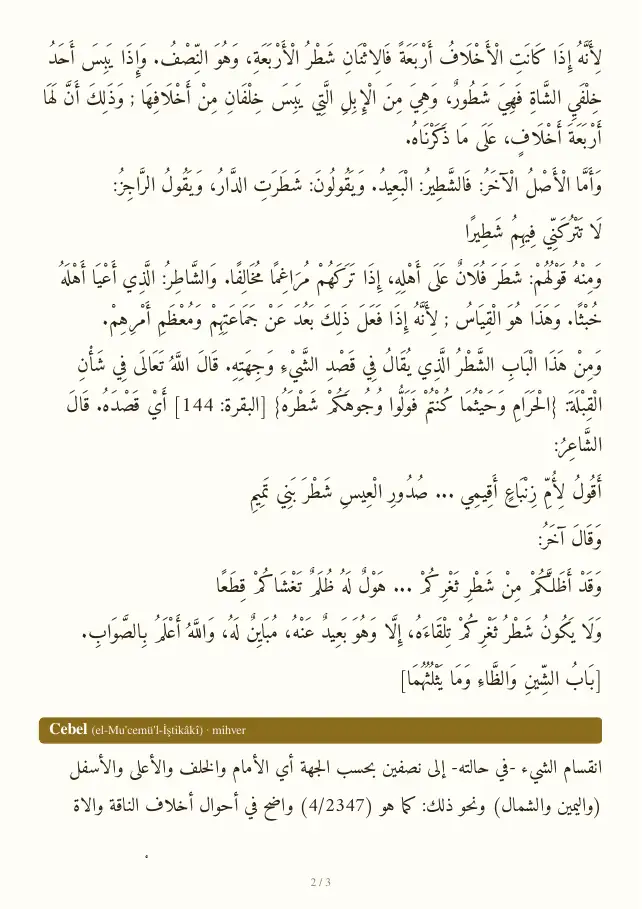 لِأَنَّهُ إِذَا كَانَتِ الْأَخْلَافُ أَرْبَعَةً فَالِاثْنَانِ شَطْرُ الْأَرْبَعَةِ، وَهُوَ النِّصْفُ. وَإِذَا يَبِسَ أَحَدُ
خِلْفَيِ الشَّاةِ فَهِيَ شَطُورٌ، وَهِيَ مِنَ الْإِبِلِ الَّتِي يَبِسَ خِلْفَانِ مِنْ أَخْلَافِهَا ; وَذَلِكَ أَنَّ لَهَا
أَرْبَعَةَ أَخْلَافٍ، عَلَى مَا ذَكَرْنَاهُ.
وَأَمَّا الْأَصْلُ الْآخَرُ: فَالشَّطِيرُ: الْبَعِيدُ. وَيَقُولُونَ: شَطَرَتِ الدَّارُ، وَيَقُولُ الرَّاجِزُ:
لَا تَتْرُكَنِّي فِيهِمُ شَطِيرًا
وَمِنْهُ قَوْلُهُمْ: شَطَرَ فُلَانٌ عَلَى أَهْلِهِ، إِذَا تَرَكَهُمْ مُرَاغِمًا مُخَالِفًا. وَالشَّاطِرُ: الَّذِي أَعْيَا أَهْلَهُ
خُبْثًا. وَهَذَا هُوَ الْقِيَاسُ ; لِأَنَّهُ إِذَا فَعَلَ ذَلِكَ بَعُدَ عَنْ جَمَاعَتِهِمْ وَمُعْظَمِ أَمْرِهِمْ.
وَمِنْ هَذَا الْبَابِ الشَّطْرُ الَّذِي يُقَالُ فِي قَصْدِ الشَّيْءِ وَجِهَتِهِ. قَالَ اللَّهُ تَعَالَى فِي شَأْنِ
الْقِبْلَةِ: {الْحَرَامِ وَحَيْثُمَا كُنْتُمْ فَوَلُّوا وُجُوهَكُمْ شَطْرَهُ} [البقرة: 144] أَيْ قَصْدَهُ. قَالَ
الشَّاعِرُ:
أَقُولُ لِأُمِّ زِنْبَاعٍ أَقِيمِي ... صُدُورَ الْعِيسِ شَطْرَ بَنِي تَمِيمِ
وَقَالَ آخَرُ:
وَقَدْ أَظَلَّكُمُ مِنْ شَطْرِ ثَغْرِكُمْ ... هَوْلٌ لَهُ ظُلَمٌ تَغْشَاكُمْ قِطَعًا
وَلَا يَكُونُ شَطْرُ ثَغْرِكُمْ تِلْقَاءَهُ، إِلَّا وَهُوَ بَعِيدٌ عَنْهُ، مُبَايِنٌ لَهُ، وَاللَّهُ أَعْلَمُ بِالصَّوَابِ.
[بَابُ الشِّينِ وَالظَّاءِ وَمَا يَثْلُثُهُمَا]
Cebel (el-Mu'cemü'l-İştikâkî) · mihver
انقسام الشيء -في حالته- إلى نصفين بحسب الجهة أي الأمام والخلف والأعلى والأسفل
(واليمين والشمال) ونحو ذلك: كما هو (4/2347) واضح في أحوال أخلاف الناقة والاة
2 / 3